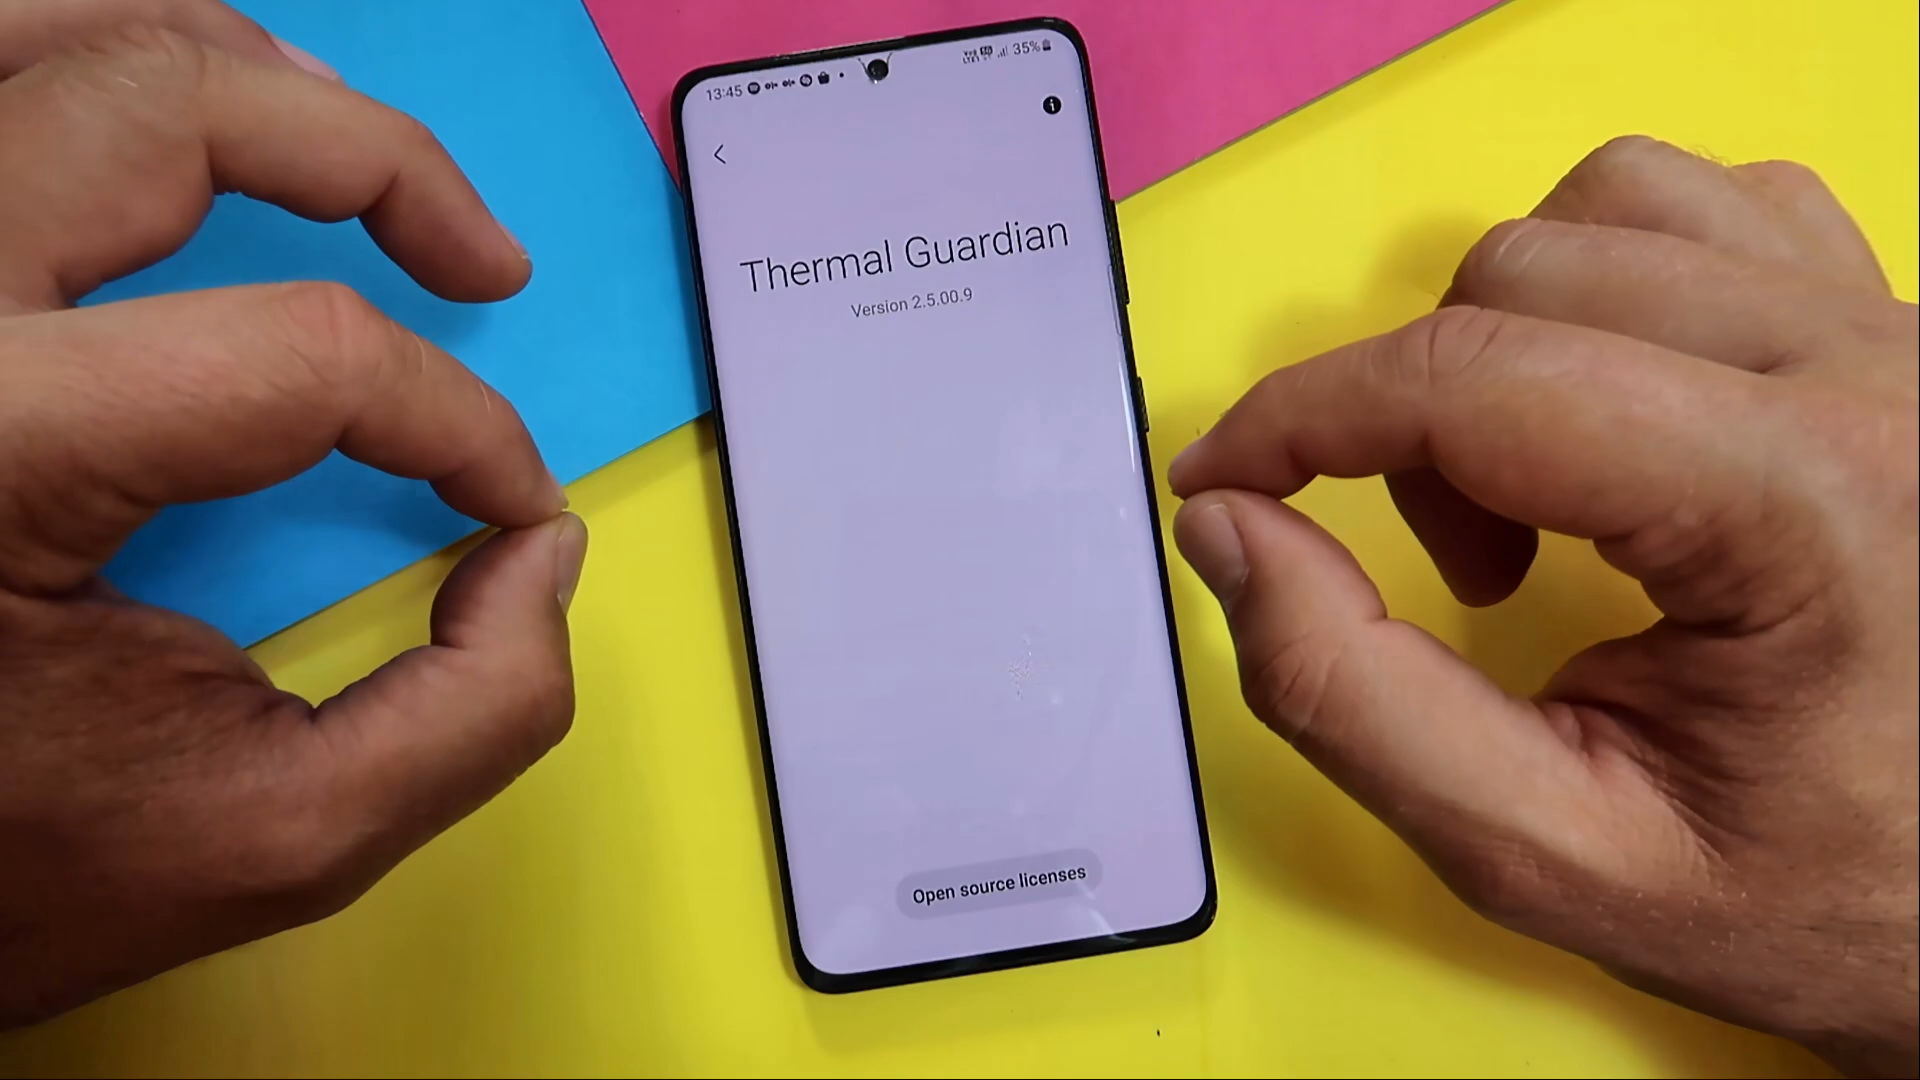 13:45
35%
Thermal Guardian
Version 2.5.00.9
Open source licenses